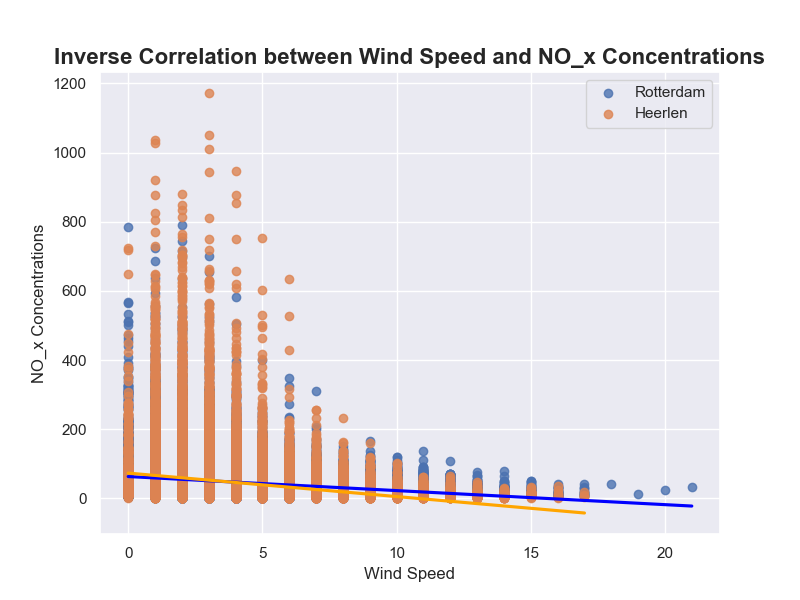 Inverse Correlation between Wind Speed and NO_x Concentrations
Rotterdam
Heerlen
1200
1000
800
600
400
200
0
NO_x Concentrations
0 5 10 15 20
Wind Speed